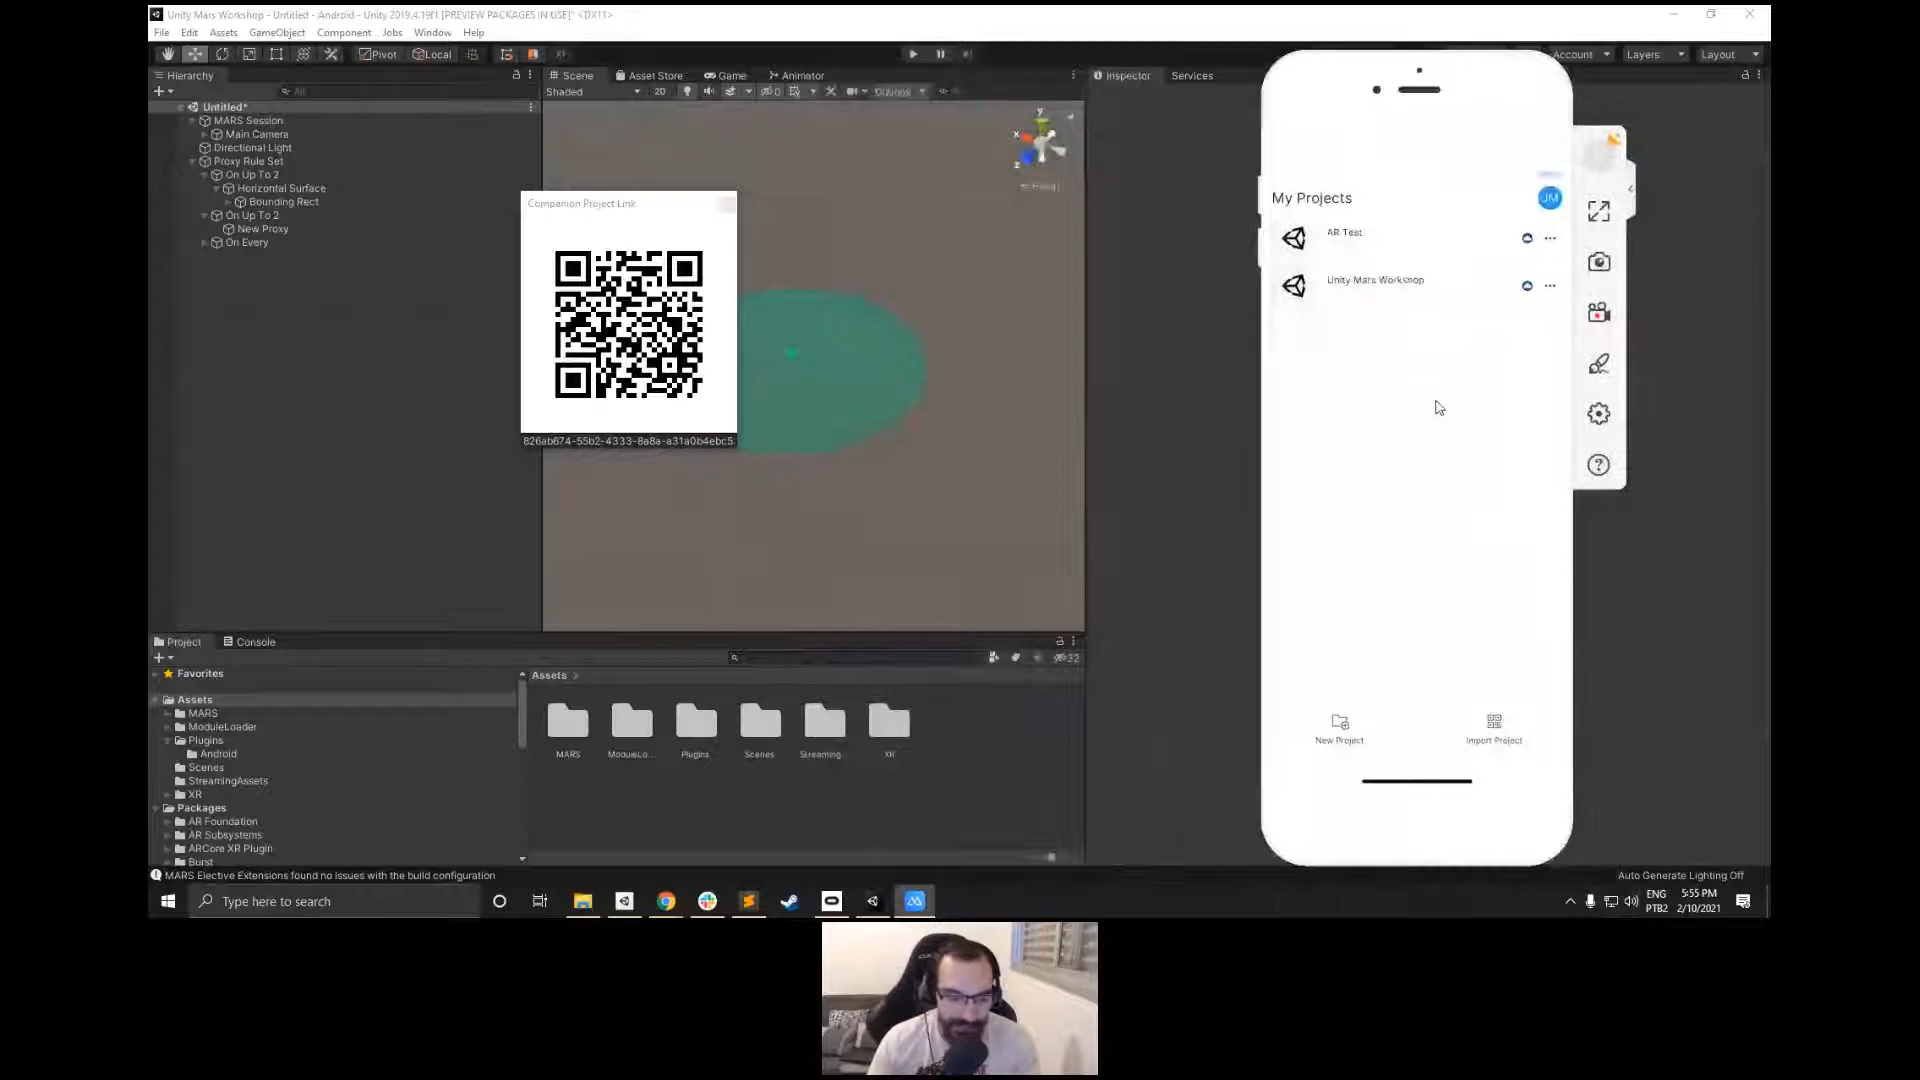 Unity Mars Workshop - Untitled - Android - Unity 2019.4.19f1 [PREVIEW PACKAGES IN USE]* <DX11>
File Edit Assets GameObject Component Jobs Window Help
Pivot Local
Account Layers Layout
Hierarchy
Scene Asset Store Game Animator
Inspector Services
All
Shaded 2D 0 Gizmos
Untitled*
MARS Session
Main Camera
Directional Light
Proxy Rule Set
On Up To 2
Horizontal Surface
Bounding Rect
On Up To 2
New Proxy
On Every
y
x
z
Companion Project Link
826ab674-55b2-4333-8a8a-a31a0b4ebc5
My Projects
JM
AR Test
Unity Mars Workshop
New Project
Import Project
Project Console
32
Favorites
Assets
MARS
ModuleLoader
Plugins
Android
Scenes
StreamingAssets
XR
Packages
AR Foundation
AR Subsystems
ARCore XR Plugin
Burst
Assets
MARS ModuleLo... Plugins Scenes Streaming. XR
MARS Elective Extensions found no issues with the build configuration
Auto Generate Lighting Off
Type here to search
ENG
PTB2
5:55 PM
2/10/2021